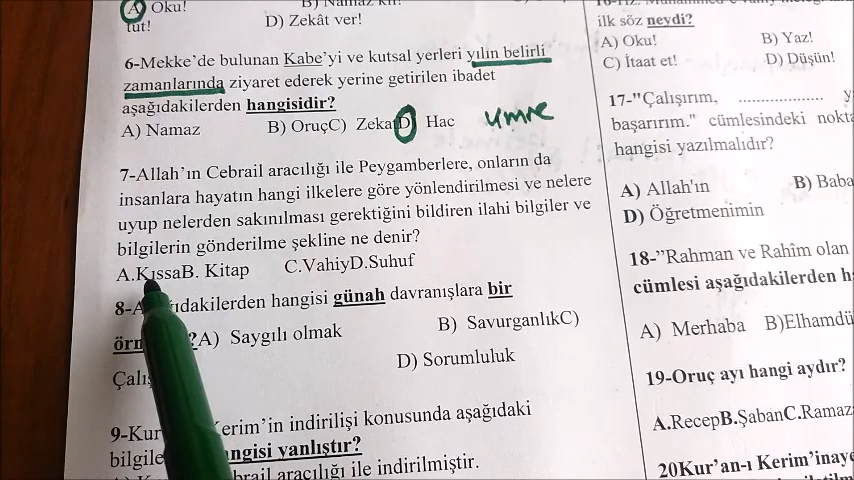 A) Oku!
B) Namaz kıl!
tut!
D) Zekât ver!
6-Mekke'de bulunan Kabe'yi ve kutsal yerleri yılın belirli
zamanlarında ziyaret ederek yerine getirilen ibadet
aşağıdakilerden hangisidir?
A) Namaz B) OruçC) Zekat D) Hac umre
7-Allah'ın Cebrail aracılığı ile Peygamberlere, onların da
insanlara hayatın hangi ilkelere göre yönlendirilmesi ve nelere
uyup nelerden sakınılması gerektiğini bildiren ilahi bilgiler ve
bilgilerin gönderilme şekline ne denir?
A.KıssaB. Kitap C.VahiyD.Suhuf
8-A ıdakilerden hangisi günah davranışlara bir
örn ?A) Saygılı olmak B) SavurganlıkC)
Çalış D) Sorumluluk
9-Kur erim'in indirilişi konusunda aşağıdaki
bilgile ngisi yanlıştır?
brail aracılığı ile indirilmiştir.
ilk söz neydi?
A) Oku! B) Yaz!
C) İtaat et! D) Düşün!
17-"Çalışırım, ....................
başarırım." cümlesindeki nokta
hangisi yazılmalıdır?
A) Allah'ın B) Baba
D) Öğretmenimin
18-"Rahman ve Rahîm olan
cümlesi aşağıdakilerden h
A) Merhaba B)Elhamdü
19-Oruç ayı hangi aydır?
A.RecepB.ŞabanC.Ramaz
20Kur'an-ı Kerim'in